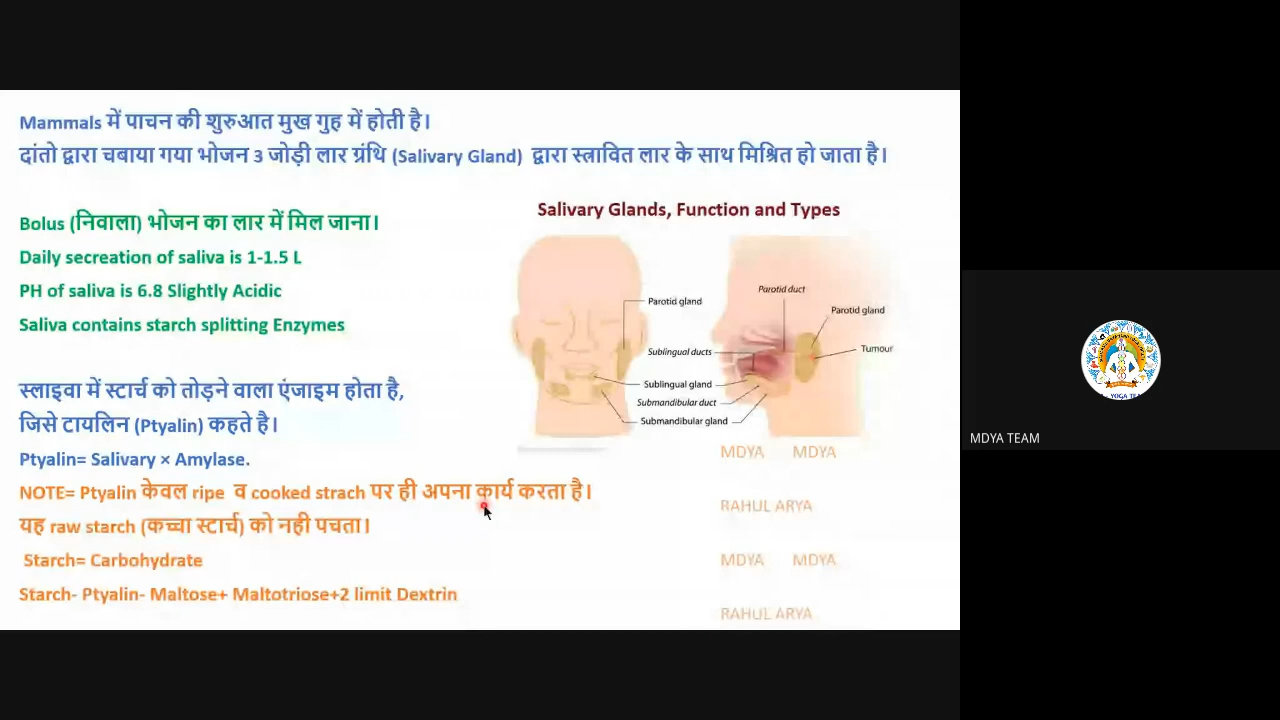 Mammals में पाचन की शुरुआत मुख गुह में होती है।
दांतो द्वारा चबाया गया भोजन 3 जोड़ी लार ग्रंथि (Salivary Gland) द्वारा स्त्रावित लार के साथ मिश्रित हो जाता है।
Bolus (निवाला) भोजन का लार में मिल जाना।
Daily secreation of saliva is 1-1.5 L
PH of saliva is 6.8 Slightly Acidic
Saliva contains starch splitting Enzymes
स्लाइवा में स्टार्च को तोड़ने वाला एंजाइम होता है,
जिसे टायलिन (Ptyalin) कहते है।
Ptyalin= Salivary × Amylase.
NOTE= Ptyalin केवल ripe व cooked strach पर ही अपना कार्य करता है।
यह raw starch (कच्चा स्टार्च) को नही पचता।
Starch= Carbohydrate
Starch- Ptyalin- Maltose+ Maltotriose+2 limit Dextrin
Salivary Glands, Function and Types
Parotid gland
Sublingual ducts
Sublingual gland
Submandibular duct
Submandibular gland
Parotid duct
Parotid gland
Tumour
MDYA MDYA
RAHUL ARYA
MDYA MDYA
RAHUL ARYA
MDYA TEAM